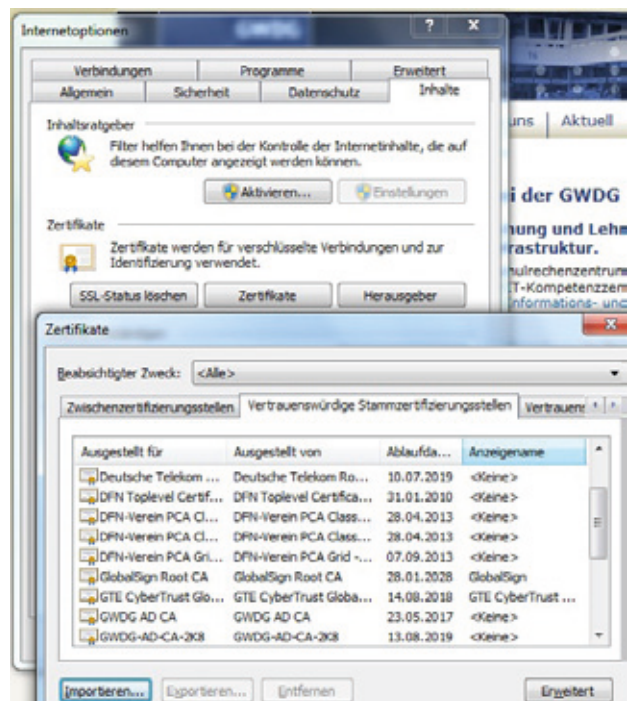 Internetoptionen
GWDG
? x
Verbindungen Programme Erweitert
Allgemein Sicherheit Datenschutz Inhalte
Inhaltsratgeber
Filter helfen Ihnen bei der Kontrolle der Internetinhalte, die auf
diesem Computer angezeigt werden können.
Aktivieren... Einstellungen
Zertifikate
Zertifikate werden für verschlüsselte Verbindungen und zur
Identifizierung verwendet.
SSL-Status löschen Zertifikate Herausgeber
uns | Aktuell
i der GWDG
nung und Lehr
rastruktur.
hulrechenzentrum
T-Kompetenzzen
nformations- und
Zertifikate
Beabsichtigter Zweck: <Alle>
Zwischenzertifizierungsstellen Vertrauenswürdige Stammzertifizierungsstellen Vertrauens
Ausgestellt für Ausgestellt von Ablaufda... Anzeigename
Deutsche Telekom ... Deutsche Telekom Ro... 10.07.2019 <Keine>
DFN Toplevel Certif... DFN Toplevel Certifica... 31.01.2010 <Keine>
DFN-Verein PCA Cl... DFN-Verein PCA Class... 28.04.2013 <Keine>
DFN-Verein PCA Cl... DFN-Verein PCA Class... 28.04.2013 <Keine>
DFN-Verein PCA Gri... DFN-Verein PCA Grid -... 07.09.2013 <Keine>
GlobalSign Root CA GlobalSign Root CA 28.01.2028 GlobalSign
GTE CyberTrust Glo... GTE CyberTrust Globa... 14.08.2018 GTE CyberTrust ...
GWDG AD CA GWDG AD CA 23.05.2017 <Keine>
GWDG-AD-CA-2K8 GWDG-AD-CA-2K8 13.08.2019 <Keine>
Importieren... Exportieren... Entfernen Erweitert